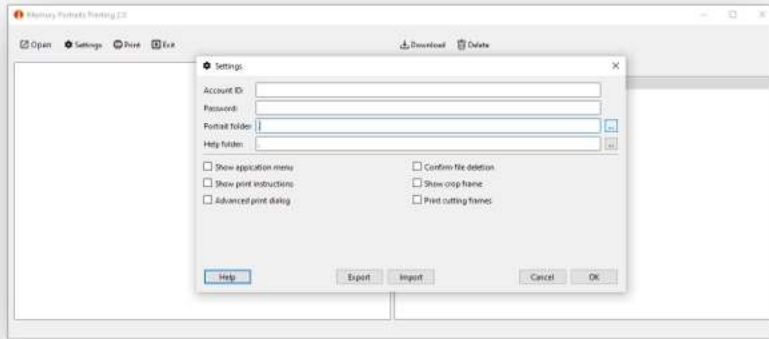 Memory Portraits Printing 2.0
Open Settings Print Exit Download Delete
Settings
Account ID:
Password:
Portrait folder: ...
Help folder: ...
Show appication menu Confirm file deletion
Show print instructions Show crop frame
Advanced print dialog Print cutting frames
Help Export Import Cancel OK